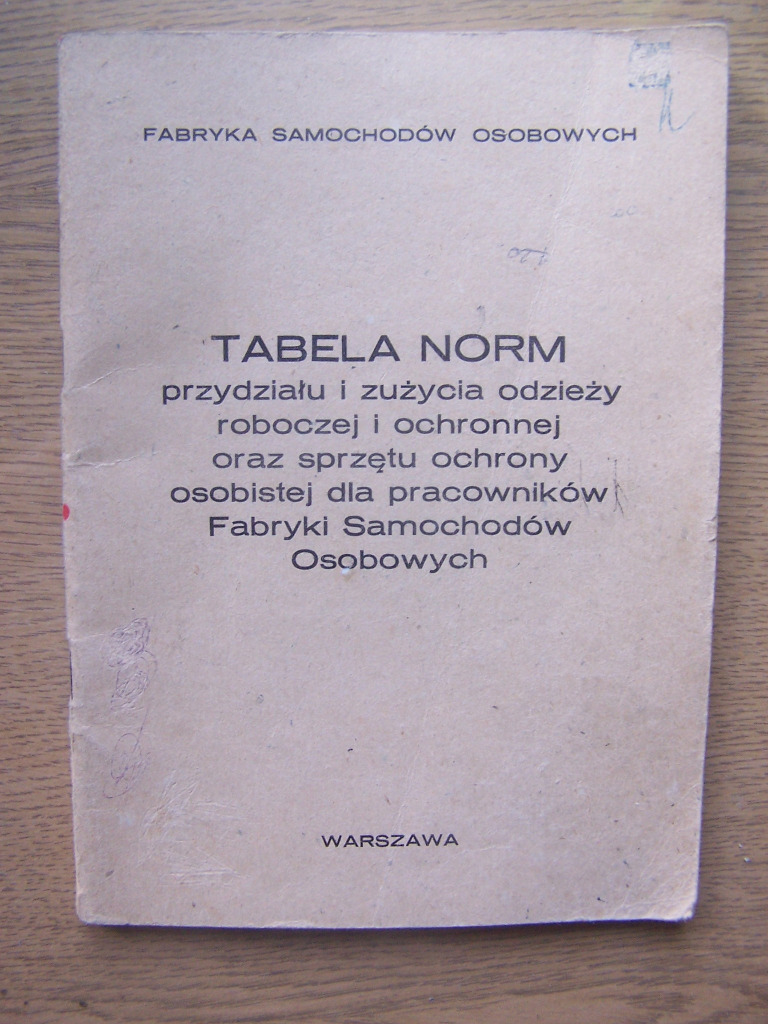 FABRYKA SAMOCHODÓW OSOBOWYCH
TABELA NORM
przydziału i zużycia odzieży
roboczej i ochronnej
oraz sprzętu ochrony
osobistej dla pracowników
Fabryki Samochodów
Osobowych
WARSZAWA